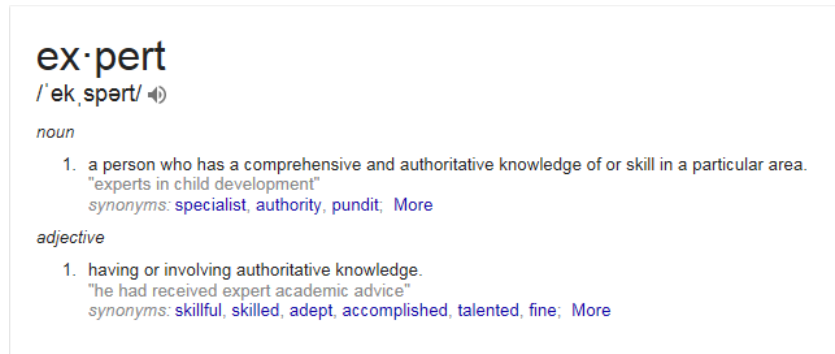 ex·pert
/ˈekˌspərt/
noun
1. a person who has a comprehensive and authoritative knowledge of or skill in a particular area.
"experts in child development"
synonyms: specialist, authority, pundit; More
adjective
1. having or involving authoritative knowledge.
"he had received expert academic advice"
synonyms: skillful, skilled, adept, accomplished, talented, fine; More